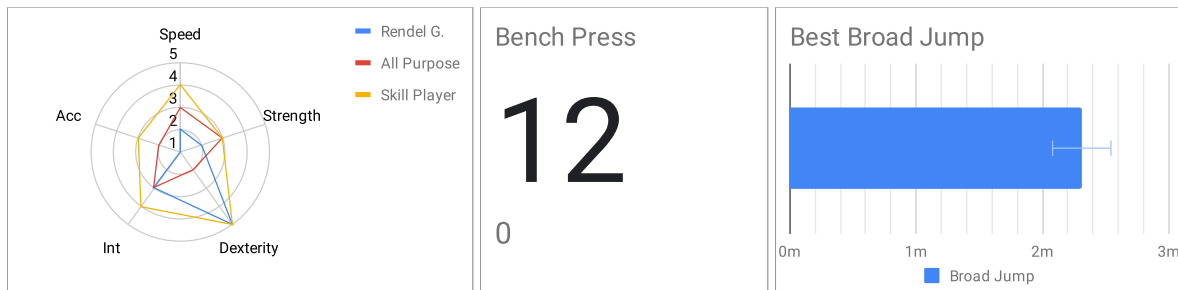 Speed
5
4
3
2
1
Acc
Strength
Int
Dexterity
Rendel G.
All Purpose
Skill Player
Bench Press
12
0
Best Broad Jump
0m 1m 2m 3m
Broad Jump